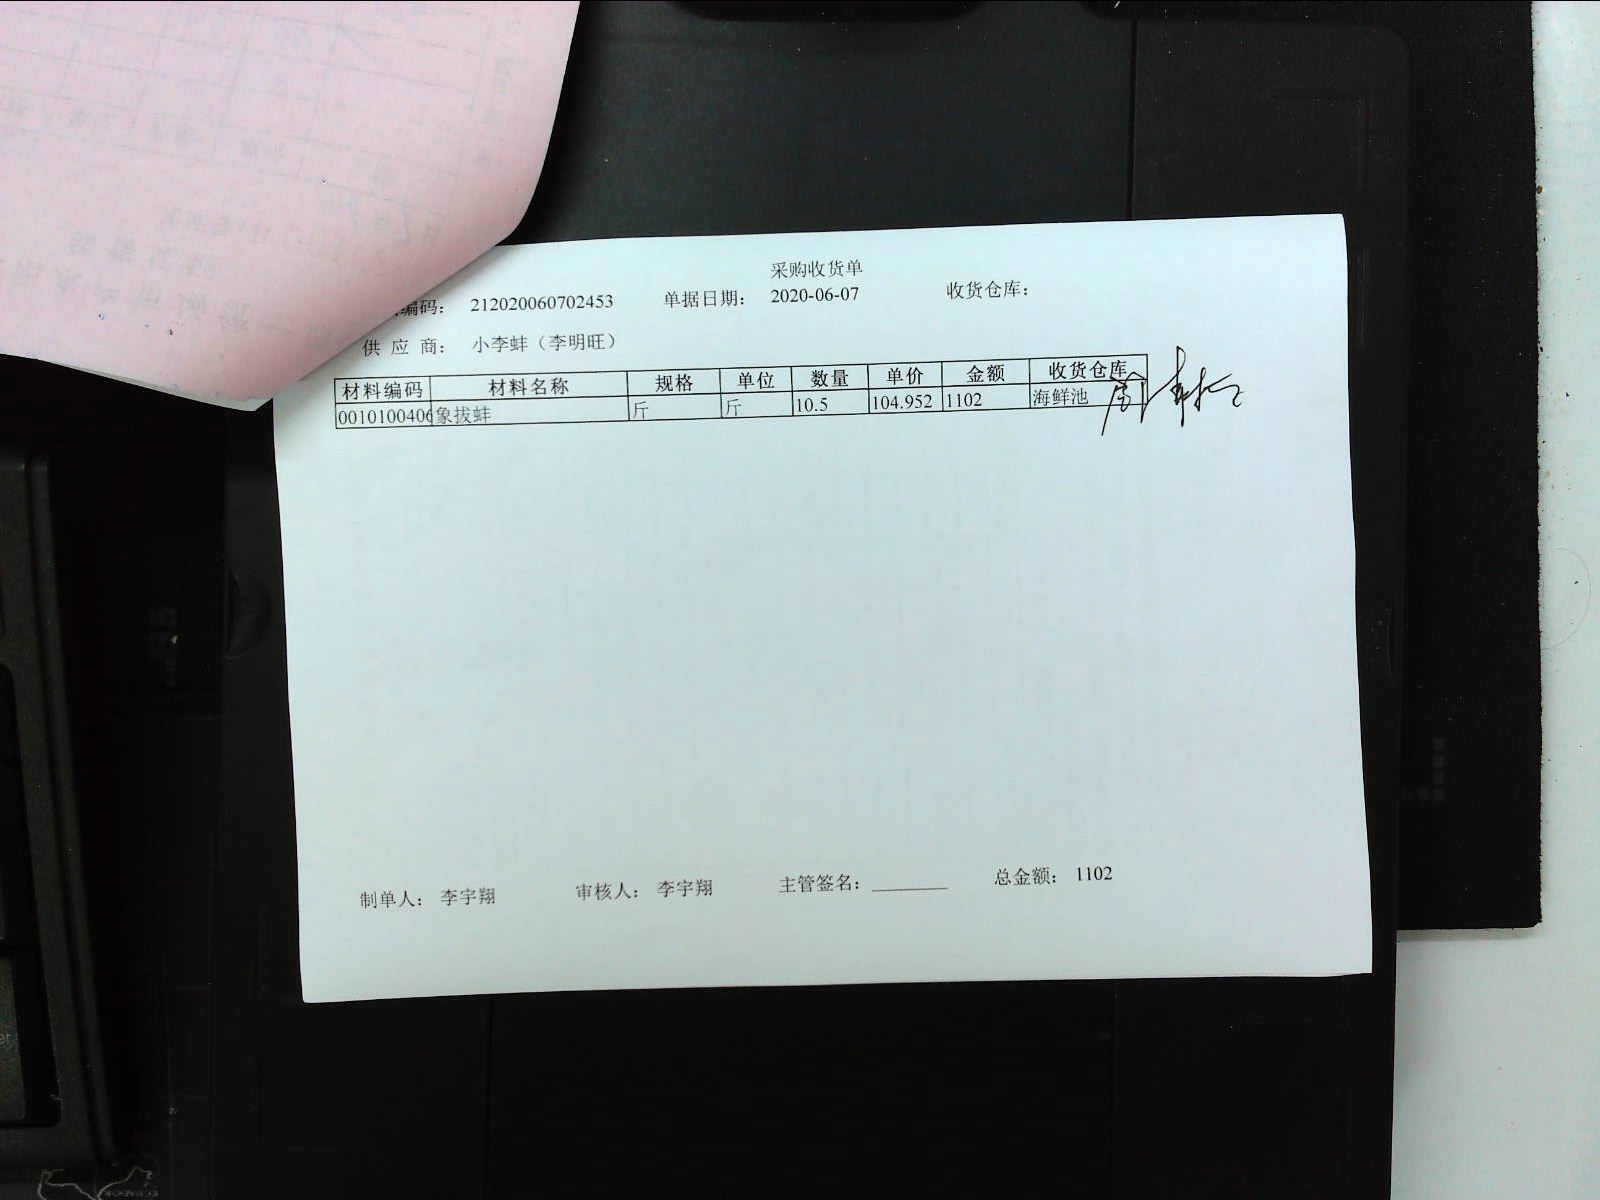 采购收货单
编码： 212020060702453 单据日期： 2020-06-07 收货仓库：
供 应 商： 小李蚌（李明旺）
材料编码 材料名称 规格 单位 数量 单价 金额 收货仓库
0010100406 象拔蚌 斤 斤 10.5 104.952 1102 海鲜池
制单人： 李宇翔 审核人： 李宇翔 主管签名： ______ 总金额： 1102